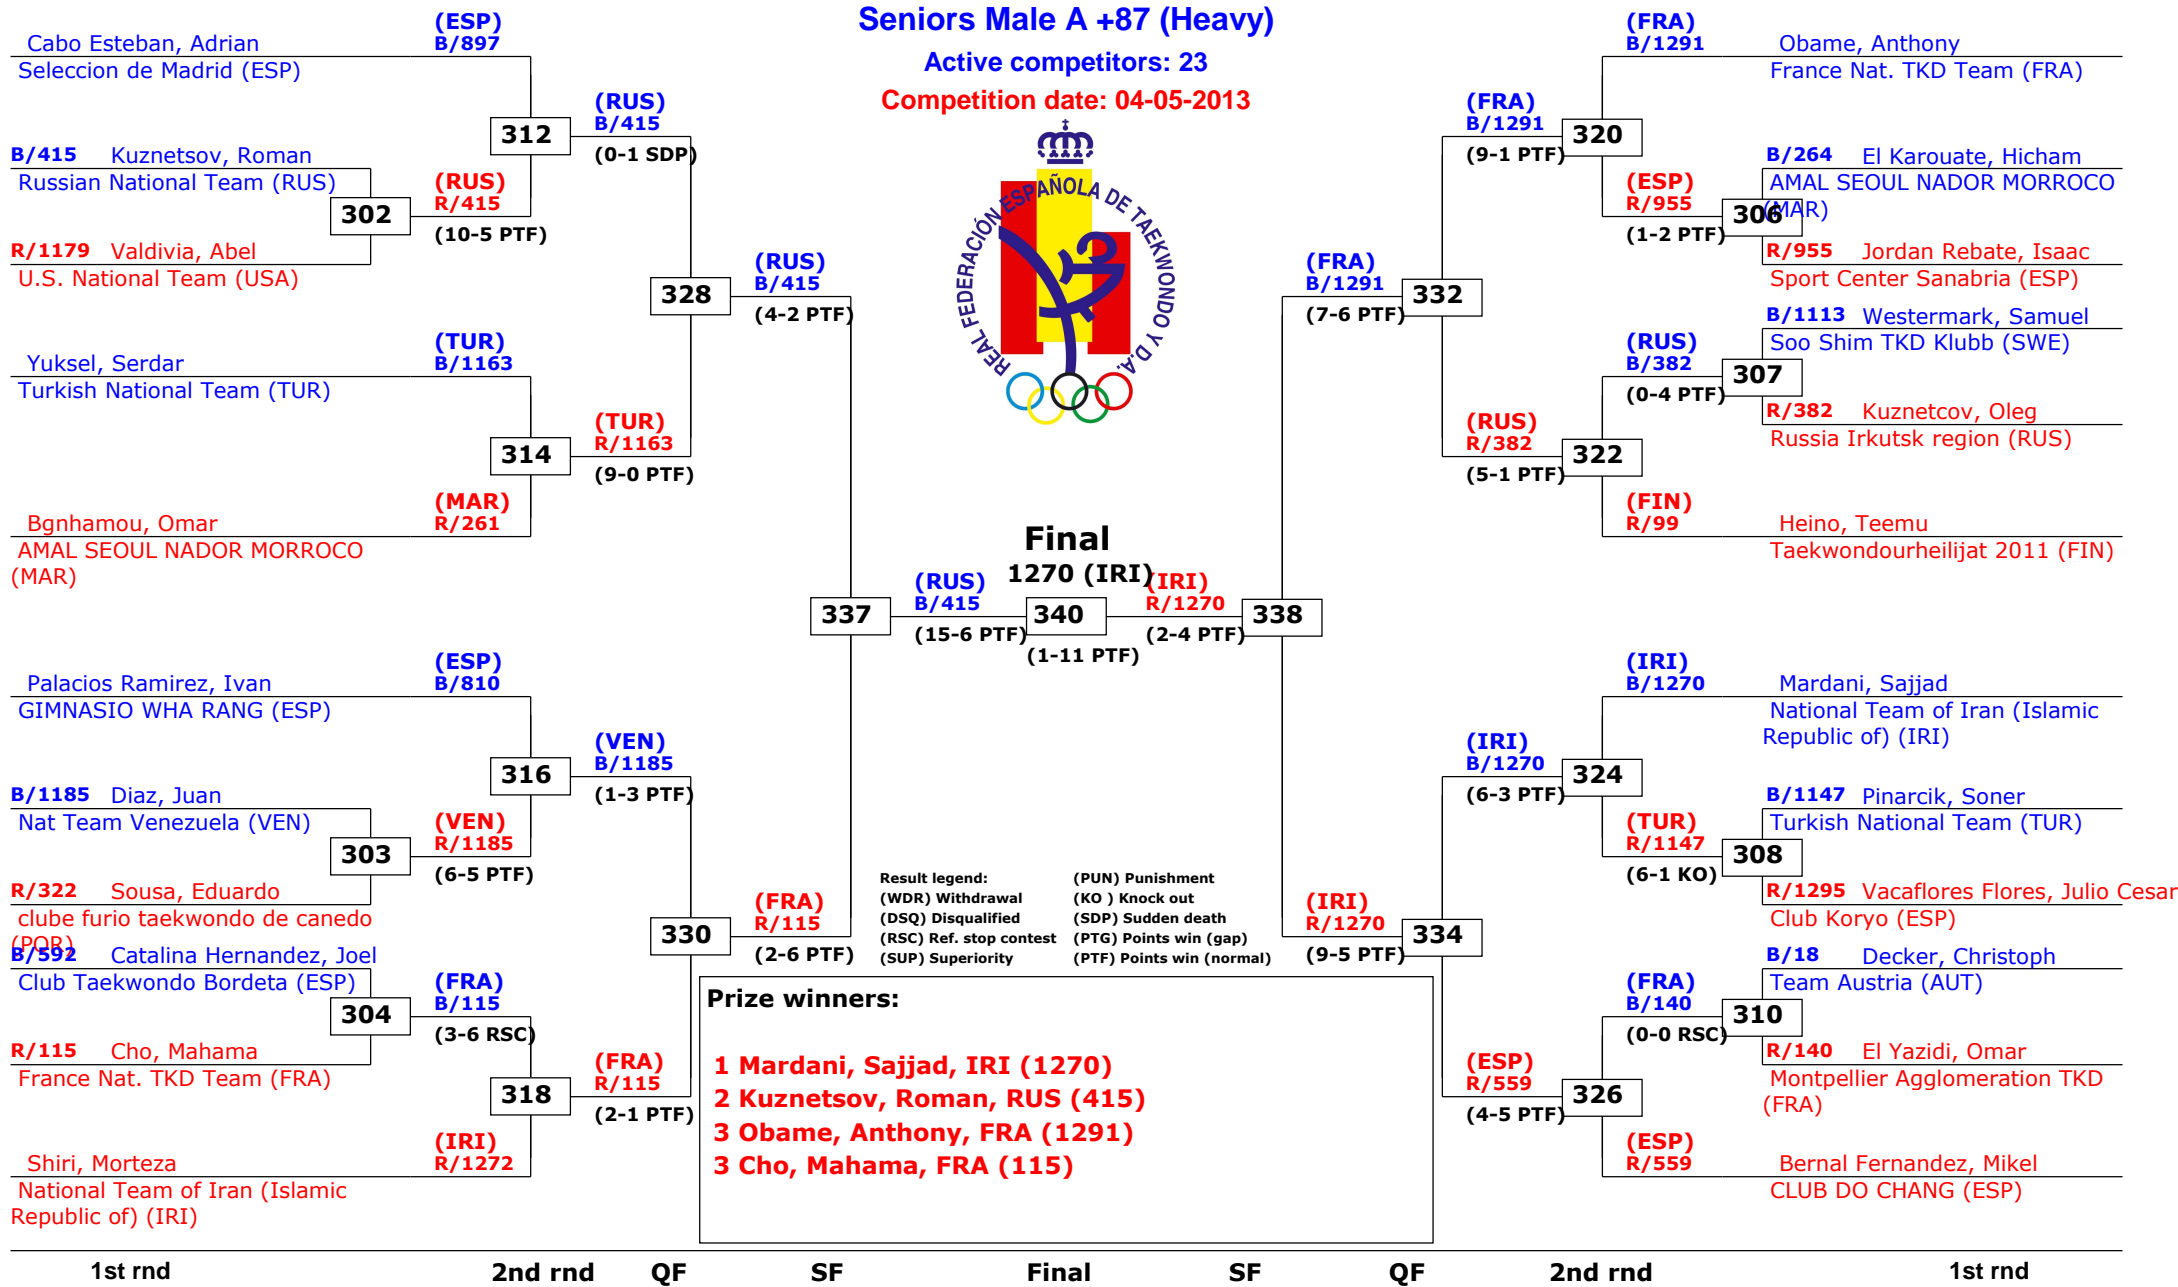 Seniors Male A +87 (Heavy)
Active competitors: 23
Competition date: 04-05-2013
REAL FEDERACIÓN ESPAÑOLA DE TAEKWONDO Y D.A.
Cabo Esteban, Adrian
Seleccion de Madrid (ESP)
(ESP)
B/897
B/415 Kuznetsov, Roman
Russian National Team (RUS)
302
R/1179 Valdivia, Abel
U.S. National Team (USA)
(RUS)
R/415
(10-5 PTF)
312
(RUS)
B/415
(0-1 SDP)
Yuksel, Serdar
Turkish National Team (TUR)
(TUR)
B/1163
314
Bgnhamou, Omar
AMAL SEOUL NADOR MORROCO
(MAR)
(MAR)
R/261
(TUR)
R/1163
(9-0 PTF)
328
(RUS)
B/415
(4-2 PTF)
Palacios Ramirez, Ivan
GIMNASIO WHA RANG (ESP)
(ESP)
B/810
B/1185 Diaz, Juan
Nat Team Venezuela (VEN)
303
R/322 Sousa, Eduardo
clube furio taekwondo de canedo
(POR)
(VEN)
R/1185
(6-5 PTF)
316
(VEN)
B/1185
(1-3 PTF)
B/592 Catalina Hernandez, Joel
Club Taekwondo Bordeta (ESP)
304
R/115 Cho, Mahama
France Nat. TKD Team (FRA)
(FRA)
B/115
(3-6 RSC)
318
Shiri, Morteza
National Team of Iran (Islamic
Republic of) (IRI)
(IRI)
R/1272
(FRA)
R/115
(2-1 PTF)
330
(FRA)
R/115
(2-6 PTF)
337
(RUS)
B/415
(15-6 PTF)
Final
1270 (IRI)
340
(1-11 PTF)
(IRI)
R/1270
(2-4 PTF)
338
(FRA)
B/1291
(7-6 PTF)
332
(FRA)
B/1291
(9-1 PTF)
320
(FRA)
B/1291
Obame, Anthony
France Nat. TKD Team (FRA)
(ESP)
R/955
(1-2 PTF)
306
B/264 El Karouate, Hicham
AMAL SEOUL NADOR MORROCO
(MAR)
R/955 Jordan Rebate, Isaac
Sport Center Sanabria (ESP)
(RUS)
R/382
(5-1 PTF)
322
(RUS)
B/382
(0-4 PTF)
307
B/1113 Westermark, Samuel
Soo Shim TKD Klubb (SWE)
R/382 Kuznetcov, Oleg
Russia Irkutsk region (RUS)
(FIN)
R/99
Heino, Teemu
Taekwondourheilijat 2011 (FIN)
(IRI)
R/1270
(9-5 PTF)
334
(IRI)
B/1270
(6-3 PTF)
324
(IRI)
B/1270
Mardani, Sajjad
National Team of Iran (Islamic
Republic of) (IRI)
(TUR)
R/1147
(6-1 KO)
308
B/1147 Pinarcik, Soner
Turkish National Team (TUR)
R/1295 Vacaflores Flores, Julio Cesar
Club Koryo (ESP)
(ESP)
R/559
(4-5 PTF)
326
(FRA)
B/140
(0-0 RSC)
310
B/18 Decker, Christoph
Team Austria (AUT)
R/140 El Yazidi, Omar
Montpellier Agglomeration TKD
(FRA)
(ESP)
R/559
Bernal Fernandez, Mikel
CLUB DO CHANG (ESP)
Result legend: (PUN) Punishment
(WDR) Withdrawal (KO ) Knock out
(DSQ) Disqualified (SDP) Sudden death
(RSC) Ref. stop contest (PTG) Points win (gap)
(SUP) Superiority (PTF) Points win (normal)
Prize winners:
1 Mardani, Sajjad, IRI (1270)
2 Kuznetsov, Roman, RUS (415)
3 Obame, Anthony, FRA (1291)
3 Cho, Mahama, FRA (115)
1st rnd 2nd rnd QF SF Final SF QF 2nd rnd 1st rnd